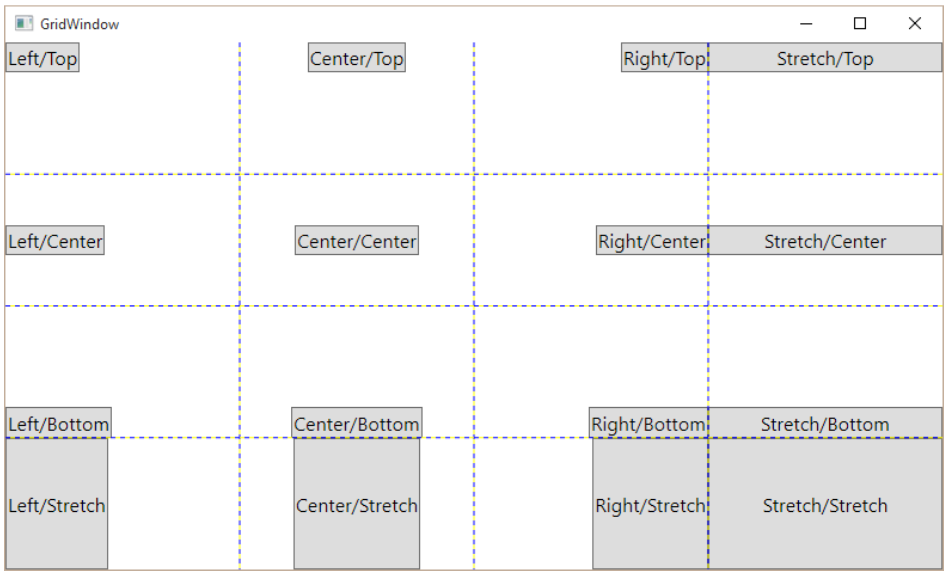 GridWindow
Left/Top Center/Top Right/Top Stretch/Top
Left/Center Center/Center Right/Center Stretch/Center
Left/Bottom Center/Bottom Right/Bottom Stretch/Bottom
Left/Stretch Center/Stretch Right/Stretch Stretch/Stretch